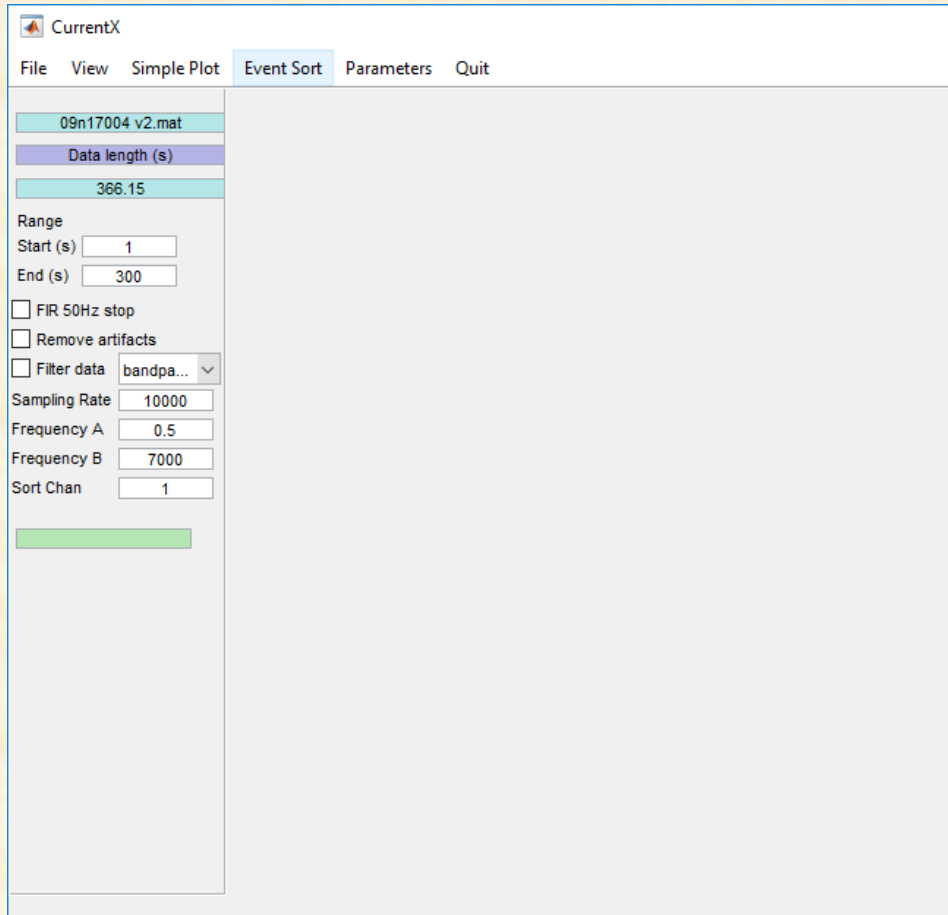 CurrentX
File View Simple Plot Event Sort Parameters Quit
09n17004 v2.mat
Data length (s)
366.15
Range
Start (s) 1
End (s) 300
FIR 50Hz stop
Remove artifacts
Filter data bandpa...
Sampling Rate 10000
Frequency A 0.5
Frequency B 7000
Sort Chan 1